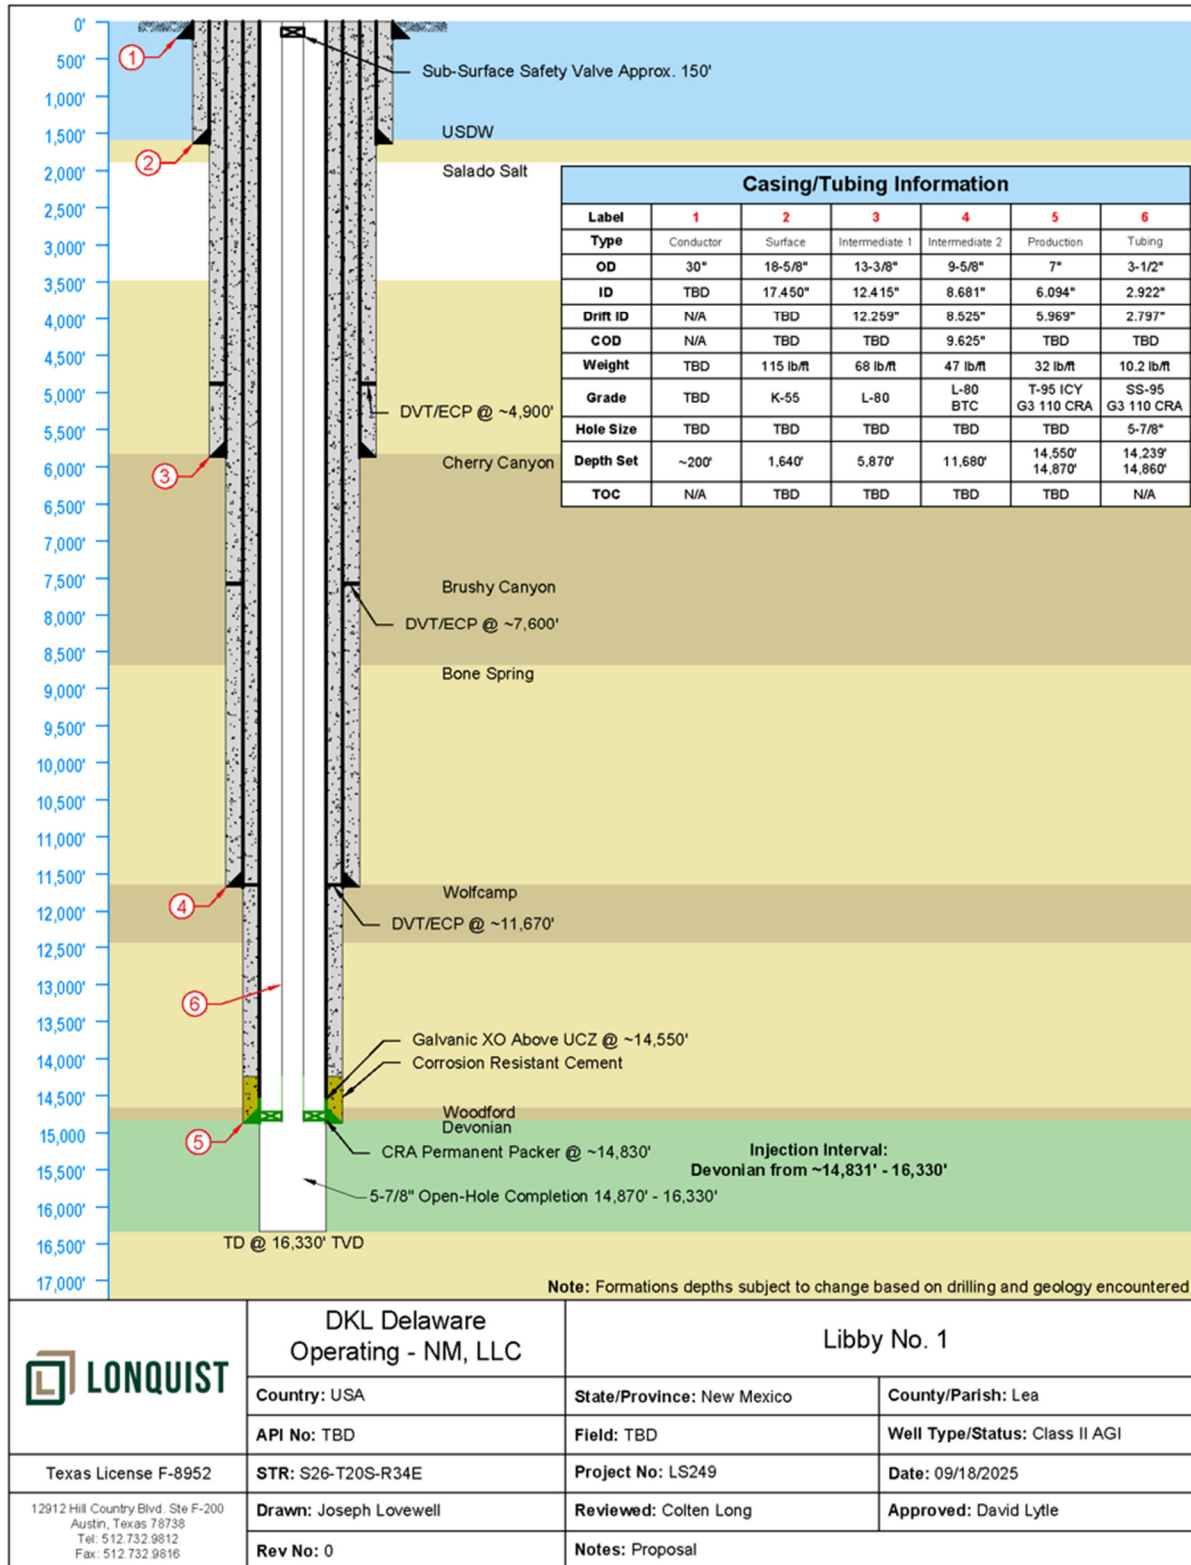 0'
500'
1,000'
1,500'
2,000'
2,500'
3,000'
3,500'
4,000'
4,500'
5,000'
5,500'
6,000'
6,500'
7,000'
7,500'
8,000'
8,500'
9,000'
9,500'
10,000'
10,500'
11,000'
11,500'
12,000'
12,500'
13,000'
13,500'
14,000'
14,500'
15,000
15,500'
16,000'
16,500'
17,000'
1
2
3
4
6
5
Sub-Surface Safety Valve Approx. 150'
USDW
Salado Salt
DVT/ECP @ ~4,900'
Cherry Canyon
Brushy Canyon
DVT/ECP @ ~7,600'
Bone Spring
Wolfcamp
DVT/ECP @ ~11,670'
Galvanic XO Above UCZ @ ~14,550'
Corrosion Resistant Cement
Woodford
Devonian
CRA Permanent Packer @ ~14,830'
5-7/8" Open-Hole Completion 14,870' - 16,330'
TD @ 16,330' TVD
Injection Interval:
Devonian from ~14,831' - 16,330'
Casing/Tubing Information
Label 1 2 3 4 5 6
Type Conductor Surface Intermediate 1 Intermediate 2 Production Tubing
OD 30" 18-5/8" 13-3/8" 9-5/8" 7" 3-1/2"
ID TBD 17.450" 12.415" 8.681" 6.094" 2.922"
Drift ID N/A TBD 12.259" 8.525" 5.969" 2.797"
COD N/A TBD TBD 9.625" TBD TBD
Weight TBD 115 lb/ft 68 lb/ft 47 lb/ft 32 lb/ft 10.2 lb/ft
Grade TBD K-55 L-80 L-80 BTC T-95 ICY G3 110 CRA SS-95 G3 110 CRA
Hole Size TBD TBD TBD TBD TBD 5-7/8"
Depth Set ~200' 1,640' 5,870' 11,680' 14,550' 14,870' 14,239' 14,860'
TOC N/A TBD TBD TBD TBD N/A
Note: Formations depths subject to change based on drilling and geology encountered
LONQUIST
DKL Delaware
Operating - NM, LLC
Libby No. 1
Country: USA
State/Province: New Mexico
County/Parish: Lea
API No: TBD
Field: TBD
Well Type/Status: Class II AGI
Texas License F-8952
STR: S26-T20S-R34E
Project No: LS249
Date: 09/18/2025
12912 Hill Country Blvd. Ste F-200
Austin, Texas 78738
Tel: 512.732.9812
Fax: 512.732.9816
Drawn: Joseph Lovewell
Reviewed: Colten Long
Approved: David Lytle
Rev No: 0
Notes: Proposal